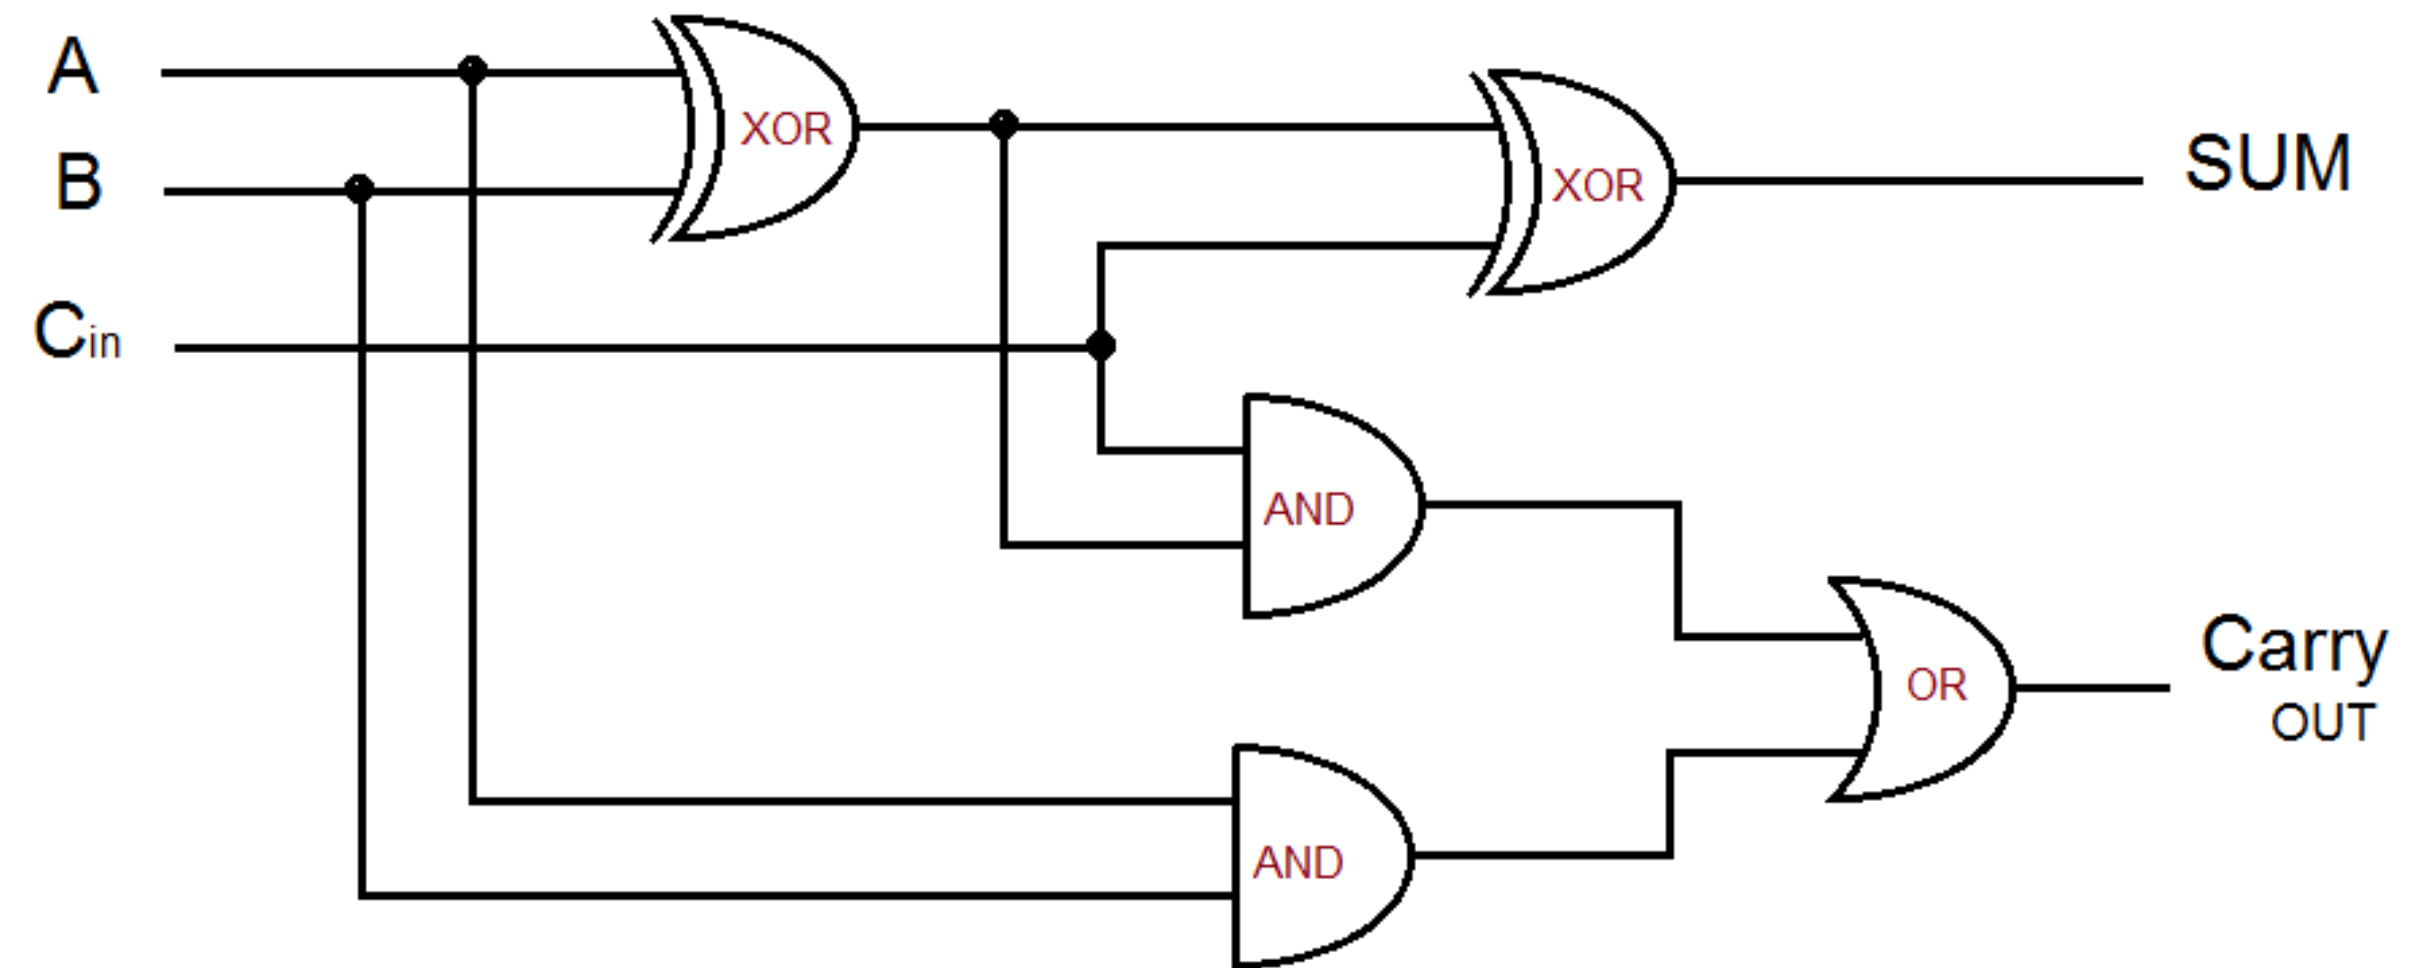 A
XOR
XOR
SUM
B
Cin
AND
OR
Carry
OUT
AND